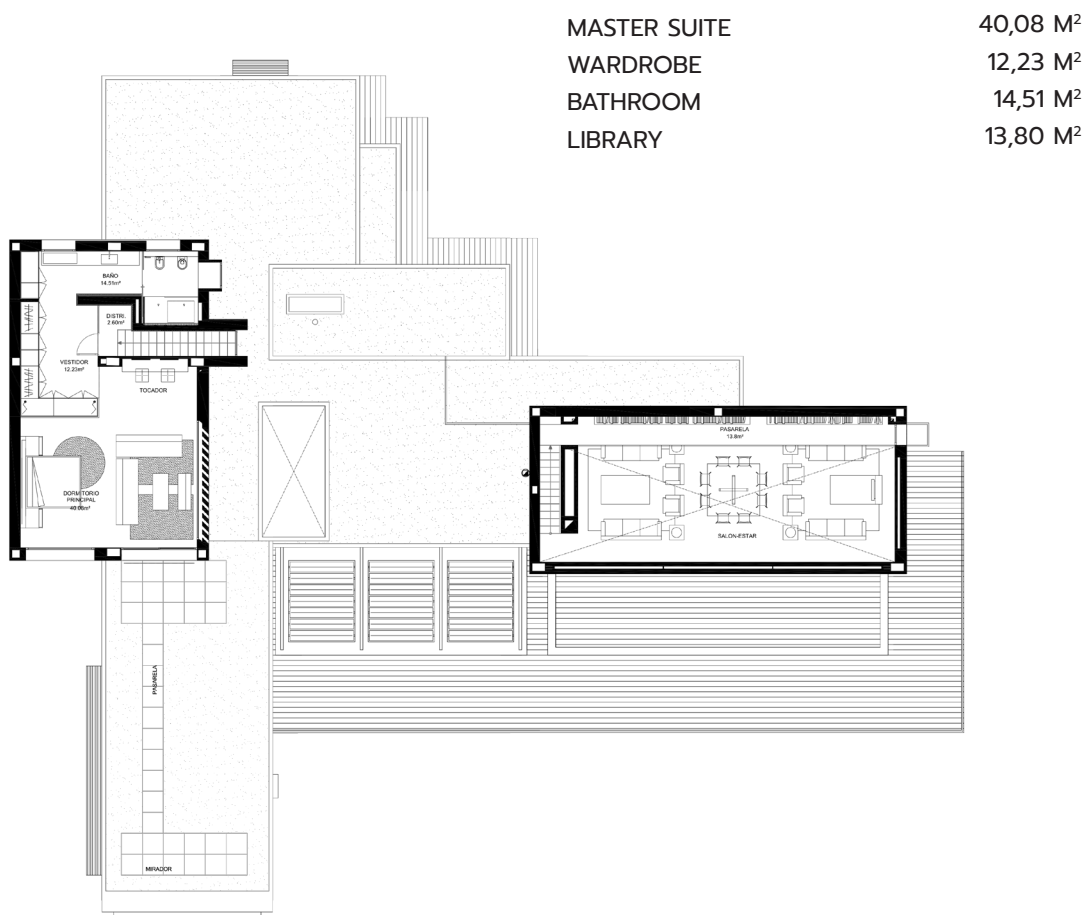 MASTER SUITE 40,08 M²
WARDROBE 12,23 M²
BATHROOM 14,51 M²
LIBRARY 13,80 M²
BAÑO
14.51m²
DISTRI.
2.60m²
VESTIDOR
12.23m²
TOCADOR
DORMITORIO
PRINCIPAL
40.08m²
PASARELA
13.8m²
SALON-ESTAR
PASARELA
MIRADOR